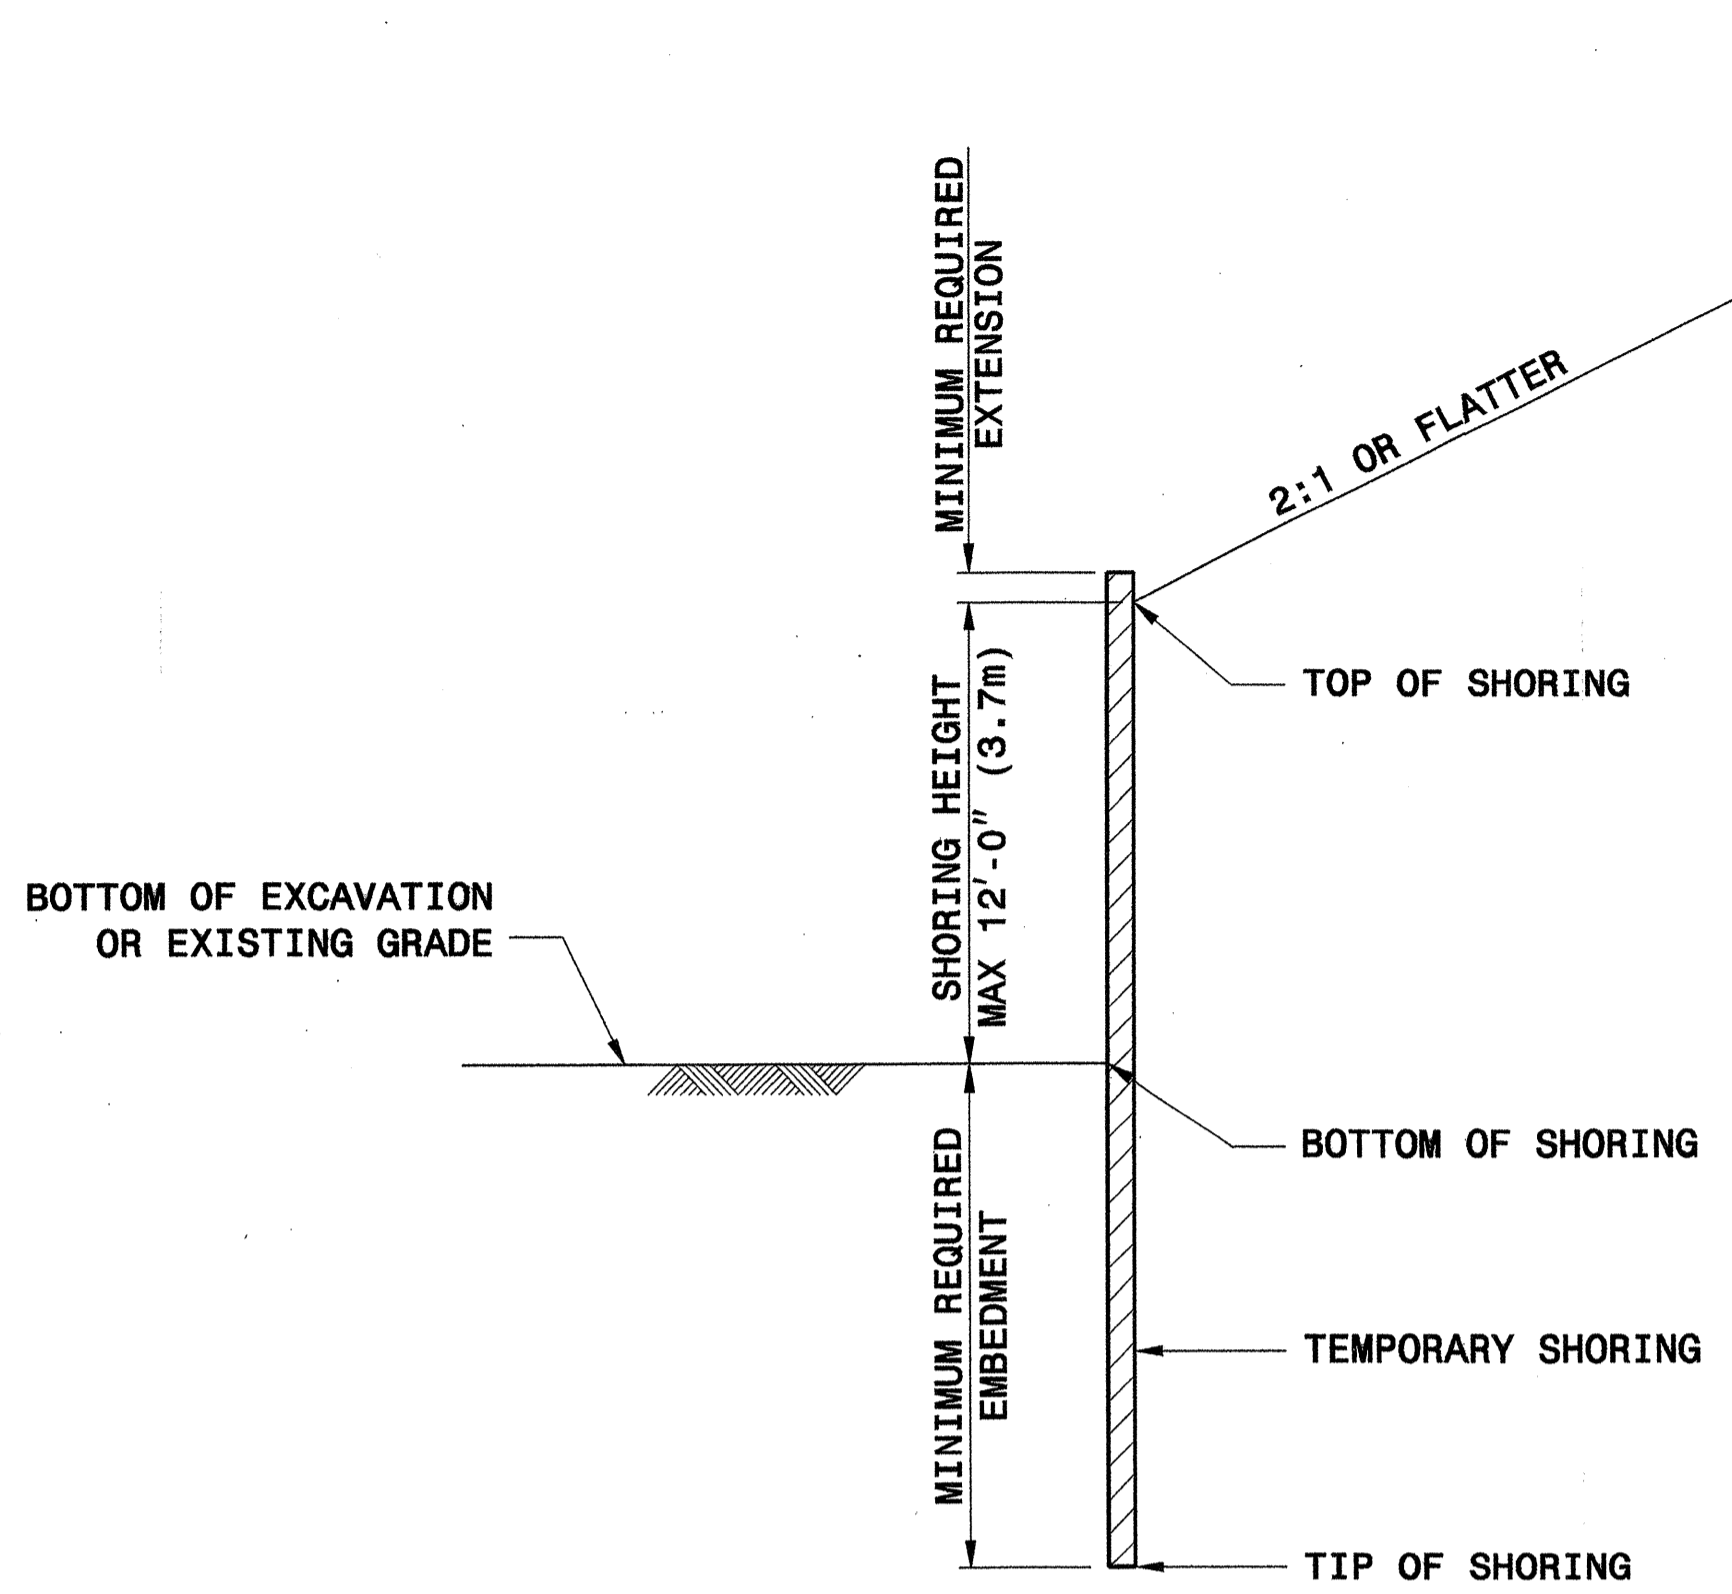 MINIMUM REQUIRED
EXTENSION
2:1 OR FLATTER
TOP OF SHORING
SHORING HEIGHT
MAX 12'-0" (3.7m)
BOTTOM OF EXCAVATION
OR EXISTING GRADE
BOTTOM OF SHORING
MINIMUM REQUIRED
EMBEDMENT
TEMPORARY SHORING
TIP OF SHORING